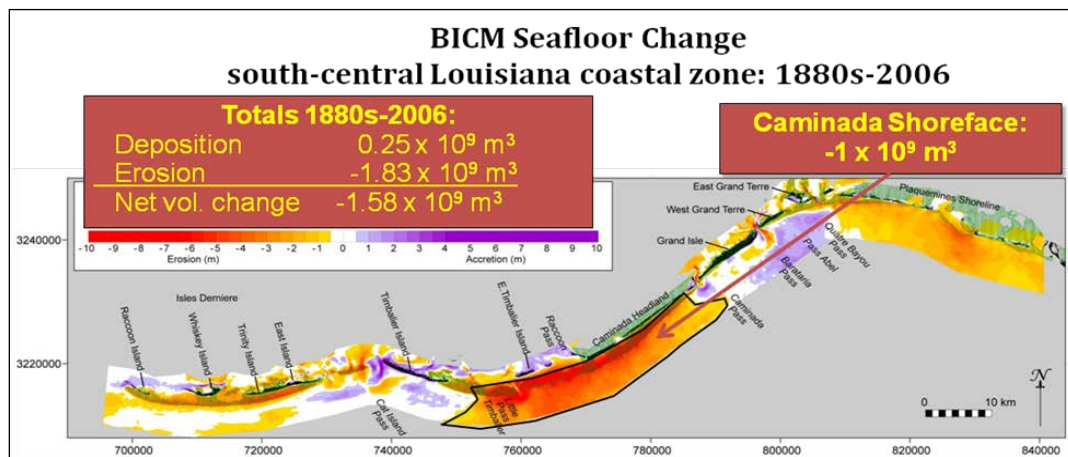 BICM Seafloor Change
south-central Louisiana coastal zone: 1880s-2006
Totals 1880s-2006:
Deposition 0.25 x 10⁹ m³
Erosion -1.83 x 10⁹ m³
Net vol. change -1.58 x 10⁹ m³
Caminada Shoreface:
-1 x 10⁹ m³
-10 -9 -8 -7 -6 -5 -4 -3 -2 -1 0 1 2 3 4 5 6 7 8 9 10
Erosion (m) Accretion (m)
3240000
3220000
Raccoon Island
Isles Derniere
Whiskey Island
Trinity Island
East Island
Timbalier Island
Cat Island
Pass
E.Timbalier Island
Raccoon
Pass
Little
Pass
Timbalier
Caminada Headland
Caminada
Pass
Grand Isle
West Grand Terre
East Grand Terre
Barataria
Pass
Pass Abel
Quatre Bayou
Pass
Plaquemines Shoreline
N
0 10 km
700000 720000 740000 760000 780000 800000 820000 840000